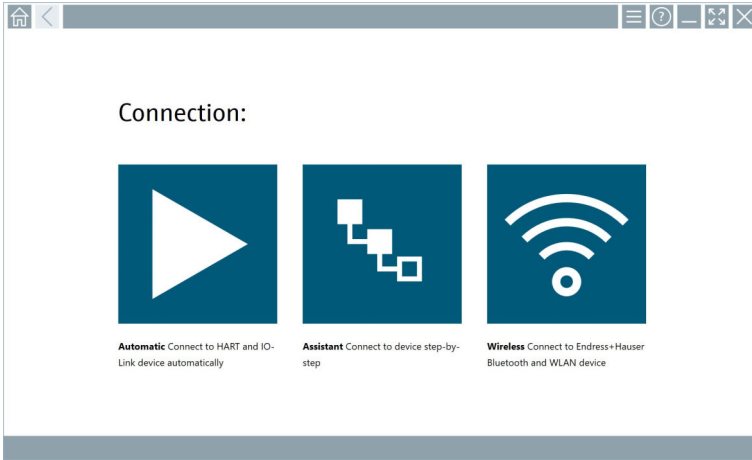 Connection:
Automatic Connect to HART and IO-
Link device automatically
Assistant Connect to device step-by-
step
Wireless Connect to Endress+Hauser
Bluetooth and WLAN device